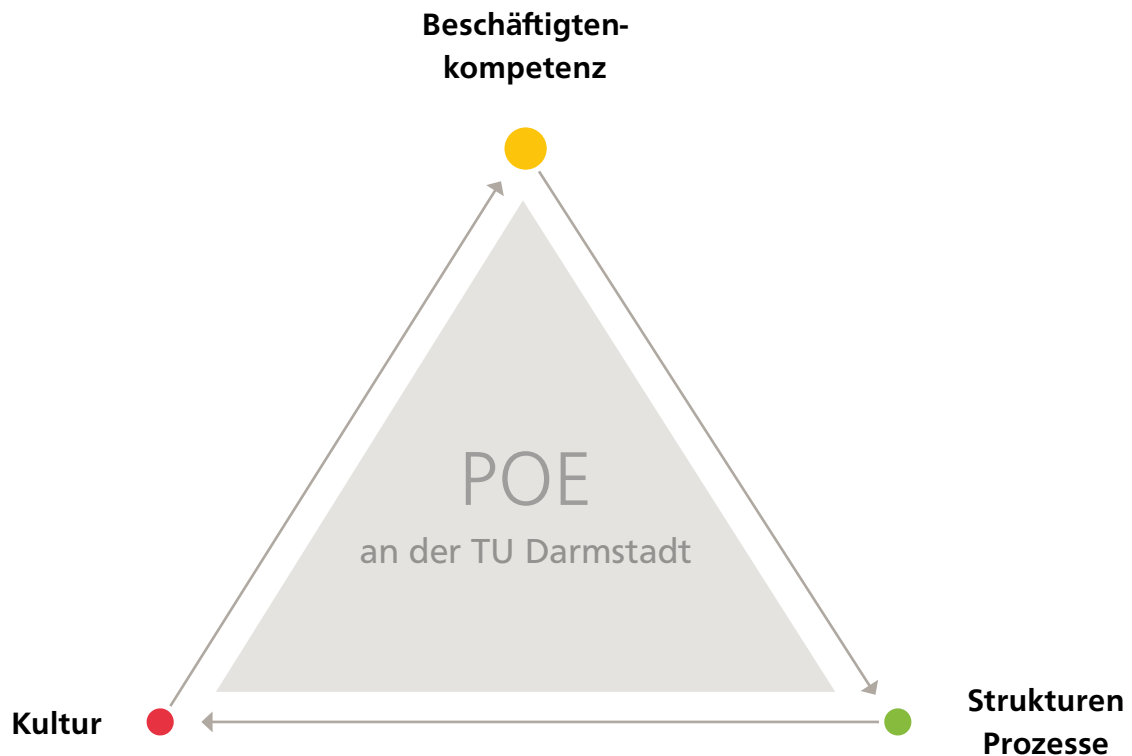 Beschäftigten-
kompetenz
POE
an der TU Darmstadt
Kultur
Strukturen
Prozesse